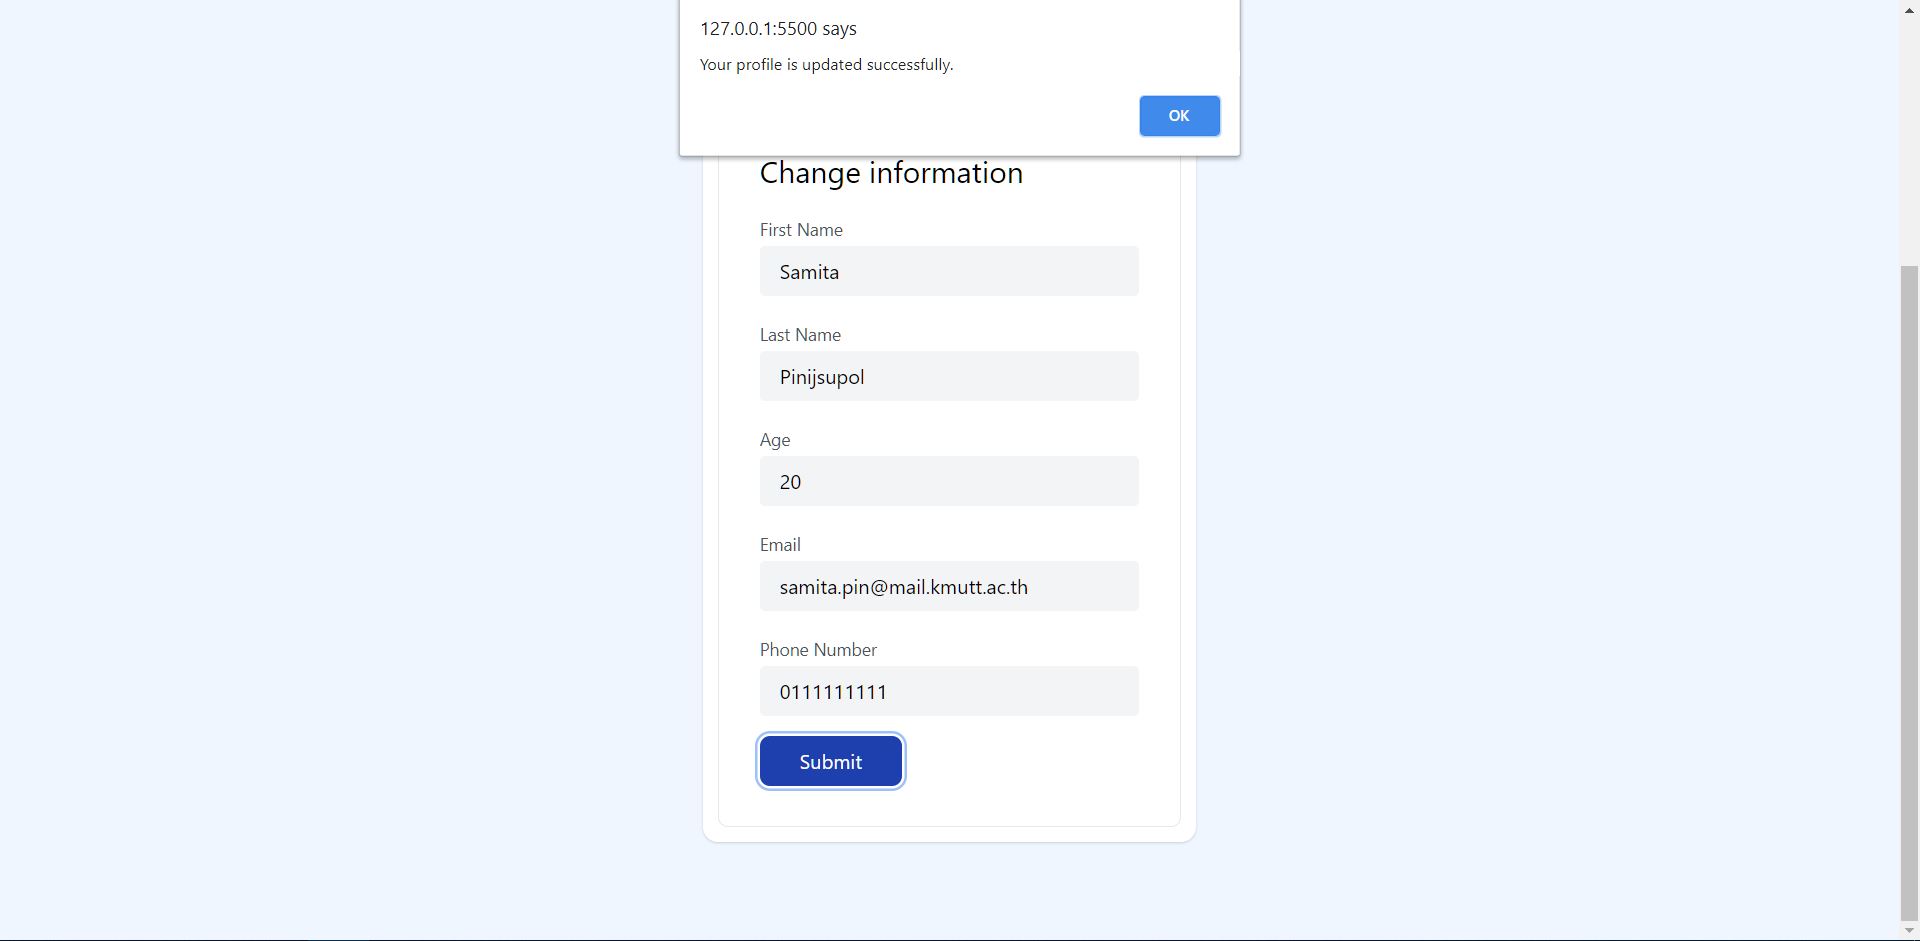 127.0.0.1:5500 says
Your profile is updated successfully.
OK
Change information
First Name
Samita
Last Name
Pinijsupol
Age
20
Email
samita.pin@mail.kmutt.ac.th
Phone Number
0111111111
Submit